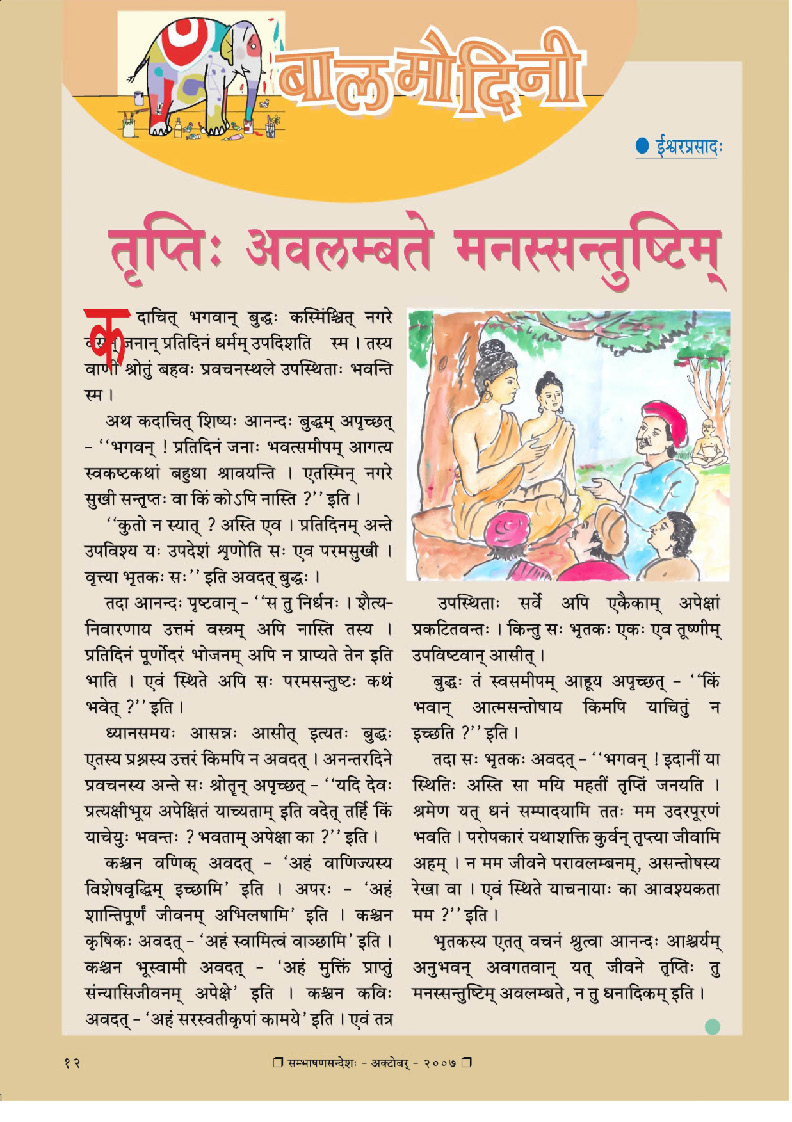 बालमोदिनी
● ईश्वरप्रसादः
तृप्तिः अवलम्बते मनस्सन्तुष्टिम्
कदाचित् भगवान् बुद्धः कस्मिंश्चित् नगरे
वसन् जनान् प्रतिदिनं धर्मम् उपदिशति स्म । तस्य
वाणीं श्रोतुं बहवः प्रवचनस्थले उपस्थिताः भवन्ति
स्म ।
अथ कदाचित् शिष्यः आनन्दः बुद्धम् अपृच्छत्
– ‘‘भगवन् ! प्रतिदिनं जनाः भवत्समीपम् आगत्य
स्वकष्टकथां बहुधा श्रावयन्ति । एतस्मिन् नगरे
सुखी सन्तृप्तः वा किं कोऽपि नास्ति ?’’ इति ।
‘‘कुतो न स्यात् ? अस्ति एव । प्रतिदिनम् अन्ते
उपविश्य यः उपदेशं शृणोति सः एव परमसुखी ।
वृत्त्या भृतकः सः’’ इति अवदत् बुद्धः ।
तदा आनन्दः पृष्टवान् – ‘‘स तु निर्धनः । शैत्य-
निवारणाय उत्तमं वस्त्रम् अपि नास्ति तस्य ।
प्रतिदिनं पूर्णोदरं भोजनम् अपि न प्राप्यते तेन इति
भाति । एवं स्थिते अपि सः परमसन्तुष्टः कथं
भवेत् ?’’ इति ।
ध्यानसमयः आसन्नः आसीत् इत्यतः बुद्धः
एतस्य प्रश्नस्य उत्तरं किमपि न अवदत् । अनन्तरदिने
प्रवचनस्य अन्ते सः श्रोतॄन् अपृच्छत् – ‘‘यदि देवः
प्रत्यक्षीभूय अपेक्षितं याच्यताम् इति वदेत् तर्हि किं
याचेयुः भवन्तः ? भवताम् अपेक्षा का ?’’ इति ।
कश्चन वणिक् अवदत् – ‘अहं वाणिज्यस्य
विशेषवृद्धिम् इच्छामि’ इति । अपरः – ‘अहं
शान्तिपूर्णं जीवनम् अभिलषामि’ इति । कश्चन
कृषिकः अवदत् – ‘अहं स्वामित्वं वाञ्छामि’ इति ।
कश्चन भूस्वामी अवदत् – ‘अहं मुक्तिं प्राप्तुं
संन्यासिजीवनम् अपेक्षे’ इति । कश्चन कविः
अवदत् – ‘अहं सरस्वतीकृपां कामये’ इति । एवं तत्र
उपस्थिताः सर्वे अपि एकैकाम् अपेक्षां
प्रकटितवन्तः । किन्तु सः भृतकः एकः एव तूष्णीम्
उपविष्टवान् आसीत् ।
बुद्धः तं स्वसमीपम् आहूय अपृच्छत् – ‘‘किं
भवान् आत्मसन्तोषाय किमपि याचितुं न
इच्छति ?’’ इति ।
तदा सः भृतकः अवदत् – ‘‘भगवन् ! इदानीं या
स्थितिः अस्ति सा मयि महतीं तृप्तिं जनयति ।
श्रमेण यत् धनं सम्पादयामि ततः मम उदरपूरणं
भवति । परोपकारं यथाशक्ति कुर्वन् तृप्त्या जीवामि
अहम् । न मम जीवने परावलम्बनम्, असन्तोषस्य
रेखा वा । एवं स्थिते याचनायाः का आवश्यकता
मम ?’’ इति ।
भृतकस्य एतत् वचनं श्रुत्वा आनन्दः आश्चर्यम्
अनुभवन् अवगतवान् यत् जीवने तृप्तिः तु
मनस्सन्तुष्टिम् अवलम्बते, न तु धनादिकम् इति ।
१२
❐ सम्भाषणसन्देशः – अक्टोबर् – २००७ ❐